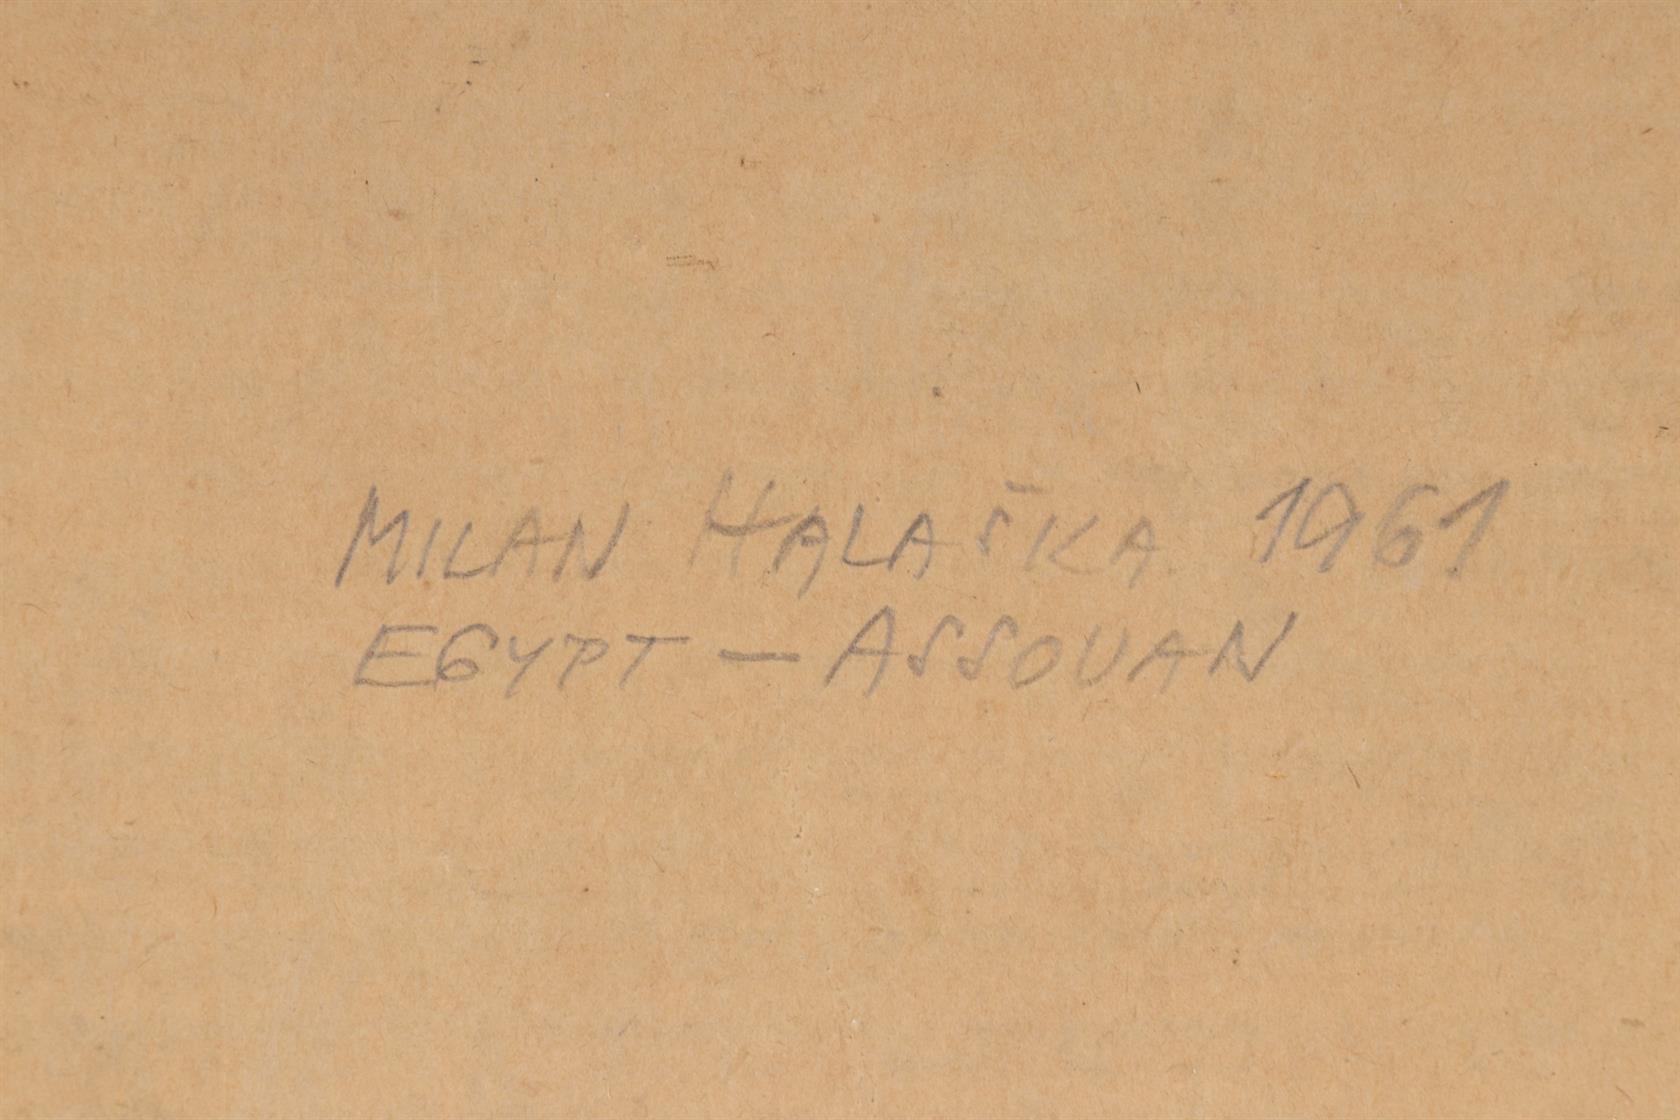 MILAN HALAŠKA 1961
EGYPT — ASSOUAN